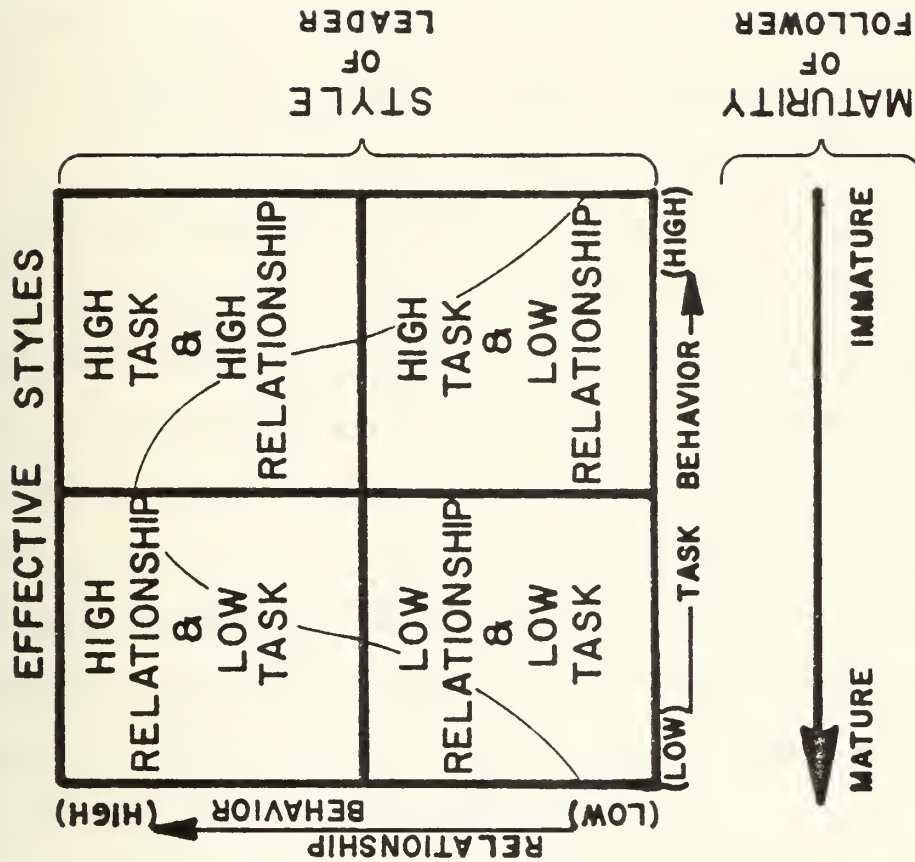 EFFECTIVE STYLES
HIGH
RELATIONSHIP
&
LOW
TASK
HIGH
TASK
&
HIGH
RELATIONSHIP
LOW
RELATIONSHIP
&
LOW
TASK
HIGH
TASK
&
LOW
RELATIONSHIP
(HIGH)
RELATIONSHIP
BEHAVIOR
(LOW)
(LOW)
TASK BEHAVIOR
(HIGH)
STYLE
OF
LEADER
MATURE
IMMATURE
MATURITY
OF
FOLLOWER